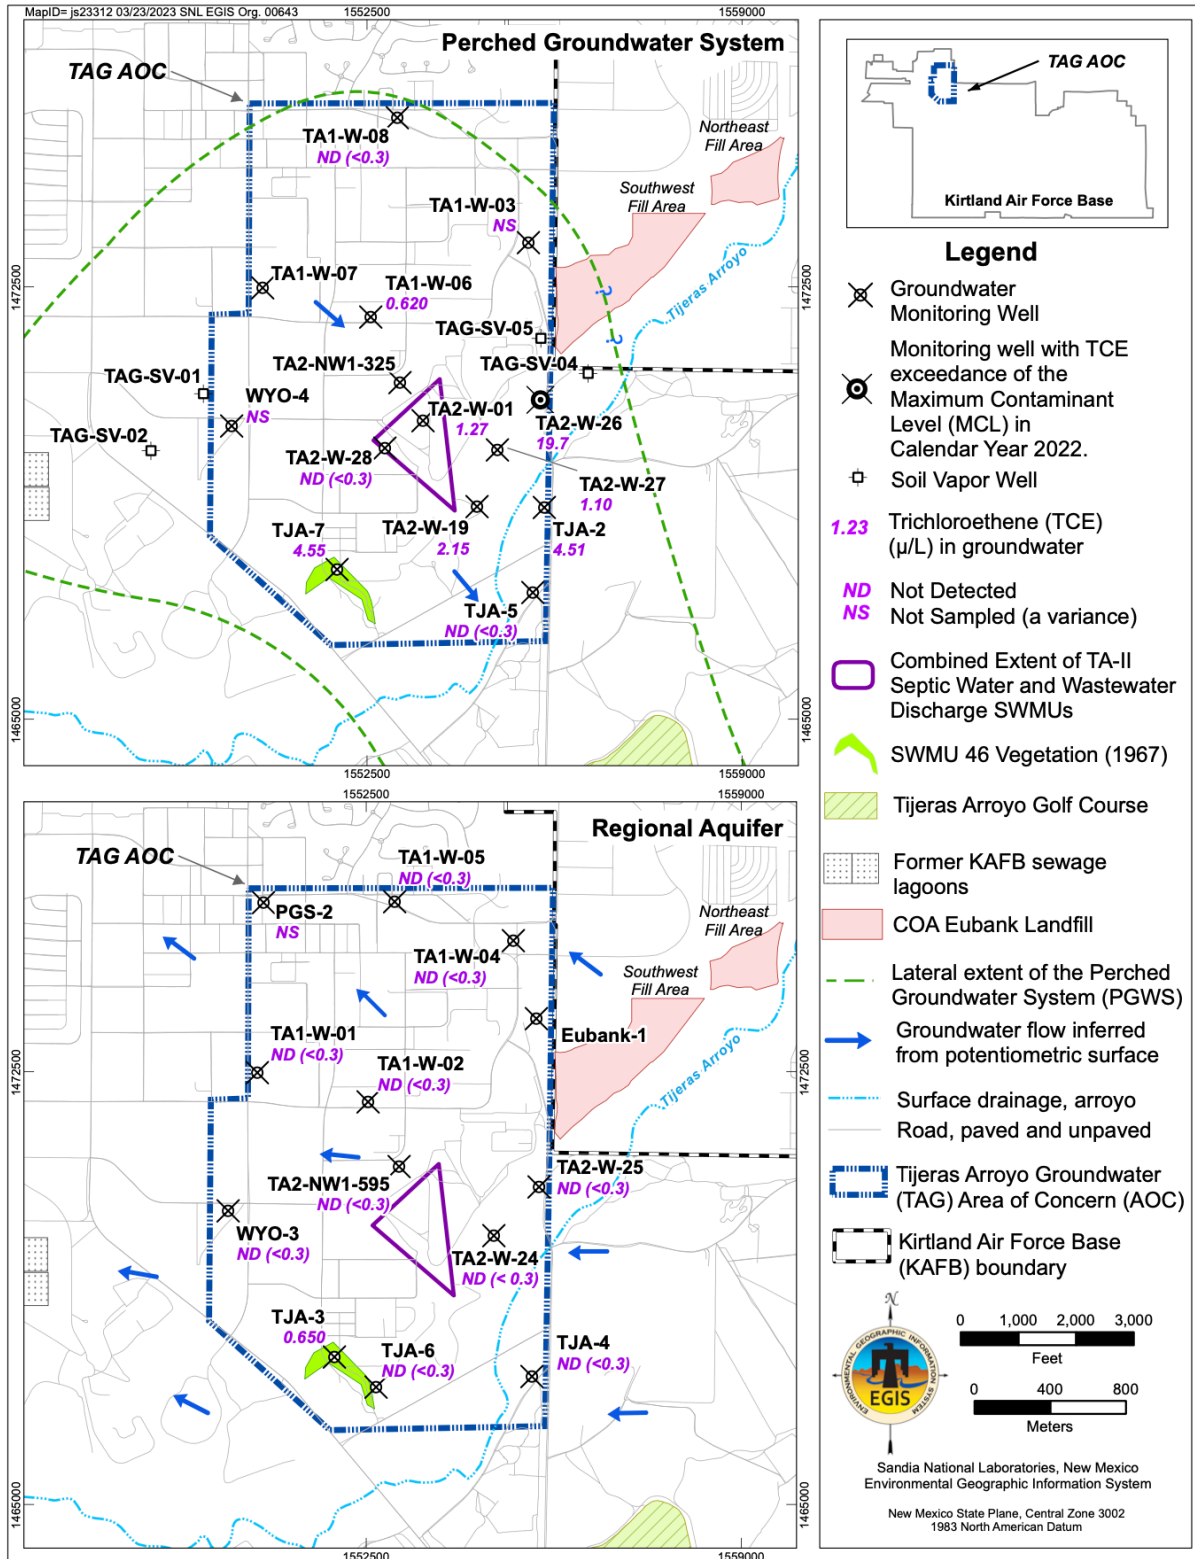 MapID= js23312 03/23/2023 SNL EGIS Org. 00643
1552500
1559000
Perched Groundwater System
TAG AOC
TA1-W-08
ND (<0.3)
Northeast
Fill Area
Southwest
Fill Area
TA1-W-03
NS
TA1-W-07
TA1-W-06
0.620
Tijeras Arroyo
?
?
1472500
1472500
TAG-SV-05
TAG-SV-04
TA2-NW1-325
TAG-SV-01
WYO-4
NS
TA2-W-01
1.27
TA2-W-26
19.7
TAG-SV-02
TA2-W-28
ND (<0.3)
TA2-W-27
1.10
TJA-7
4.55
TA2-W-19
2.15
TJA-2
4.51
TJA-5
ND (<0.3)
1465000
1465000
1552500
1559000
1552500
1559000
Regional Aquifer
TAG AOC
TA1-W-05
ND (<0.3)
PGS-2
NS
Northeast
Fill Area
TA1-W-04
ND (<0.3)
Southwest
Fill Area
TA1-W-01
ND (<0.3)
Eubank-1
TA1-W-02
ND (<0.3)
Tijeras Arroyo
1472500
1472500
TA2-NW1-595
ND (<0.3)
TA2-W-25
ND (<0.3)
WYO-3
ND (<0.3)
TA2-W-24
ND (< 0.3)
TJA-3
0.650
TJA-6
ND (<0.3)
TJA-4
ND (<0.3)
1465000
1465000
1552500
1559000
TAG AOC
Kirtland Air Force Base
Legend
Groundwater
Monitoring Well
Monitoring well with TCE
exceedance of the
Maximum Contaminant
Level (MCL) in
Calendar Year 2022.
Soil Vapor Well
1.23
Trichloroethene (TCE)
(µ/L) in groundwater
ND
Not Detected
NS
Not Sampled (a variance)
Combined Extent of TA-II
Septic Water and Wastewater
Discharge SWMUs
SWMU 46 Vegetation (1967)
Tijeras Arroyo Golf Course
Former KAFB sewage
lagoons
COA Eubank Landfill
Lateral extent of the Perched
Groundwater System (PGWS)
Groundwater flow inferred
from potentiometric surface
Surface drainage, arroyo
Road, paved and unpaved
Tijeras Arroyo Groundwater
(TAG) Area of Concern (AOC)
Kirtland Air Force Base
(KAFB) boundary
N
ENVIRONMENTAL GEOGRAPHIC INFORMATION SYSTEM
EGIS
0 1,000 2,000 3,000
Feet
0 400 800
Meters
Sandia National Laboratories, New Mexico
Environmental Geographic Information System
New Mexico State Plane, Central Zone 3002
1983 North American Datum